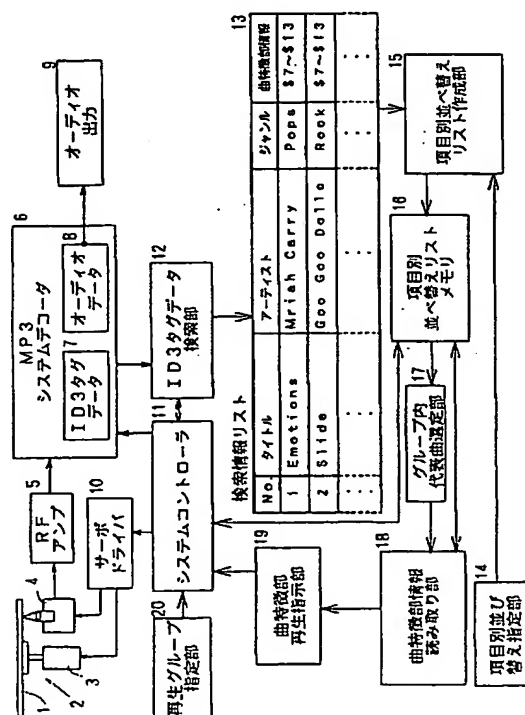 1
2
3
4
5
RF
アンプ
6
MP3
システムデコーダ
7
ID3タグ
データ
8
オーディオ
データ
9
オーディオ
出力
10
サーボ
ドライバ
11
システムコントローラ
12
ID3タグデータ
検索部
20
再生グループ
指定部
検索情報リスト
13
No. タイトル アーティスト ジャンル 曲特徴部情報
1 Emotions Mriah Carry Pops $7~$13
2 Slide Goo Goo Dolls Rook $7~$13
19
曲特徴部
再生指示部
16
項目別
並べ替えリスト
メモリ
15
項目別並べ替え
リスト作成部
17
グループ内
代表曲選定部
18
曲特徴部情報
読み取り部
14
項目別並び
替え指定部